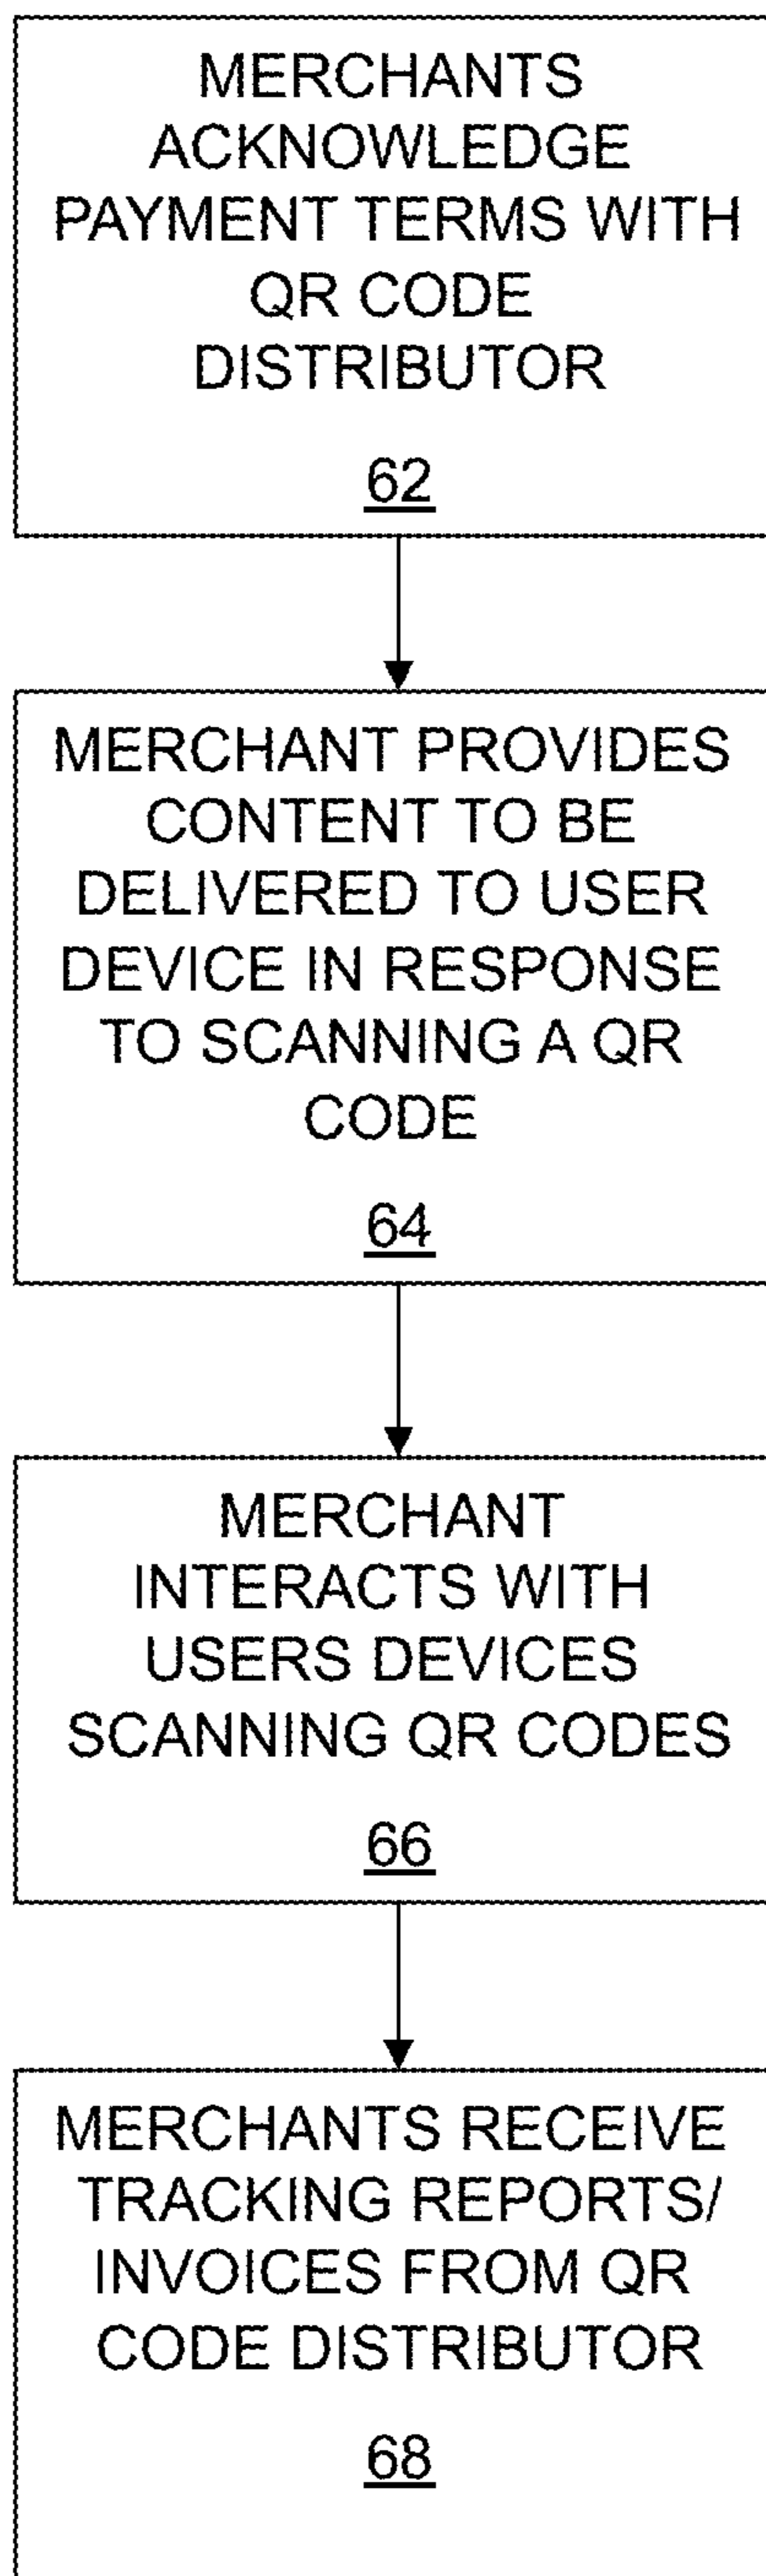 MERCHANTS
ACKNOWLEDGE
PAYMENT TERMS WITH
QR CODE
DISTRIBUTOR
62
MERCHANT PROVIDES
CONTENT TO BE
DELIVERED TO USER
DEVICE IN RESPONSE
TO SCANNING A QR
CODE
64
MERCHANT
INTERACTS WITH
USERS DEVICES
SCANNING QR CODES
66
MERCHANTS RECEIVE
TRACKING REPORTS/
INVOICES FROM QR
CODE DISTRIBUTOR
68